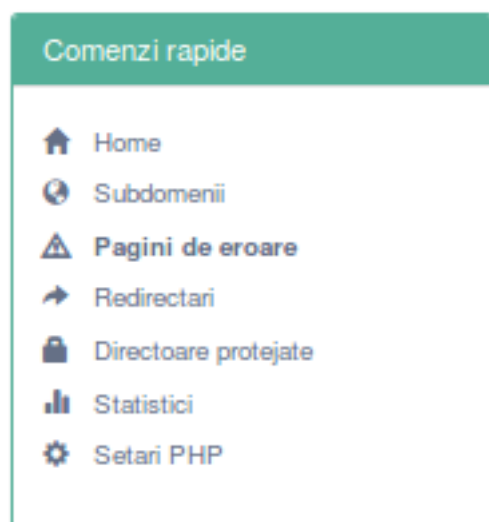 Comenzi rapide
Home
Subdomenii
Pagini de eroare
Redirectari
Directoare protejate
Statistici
Setari PHP